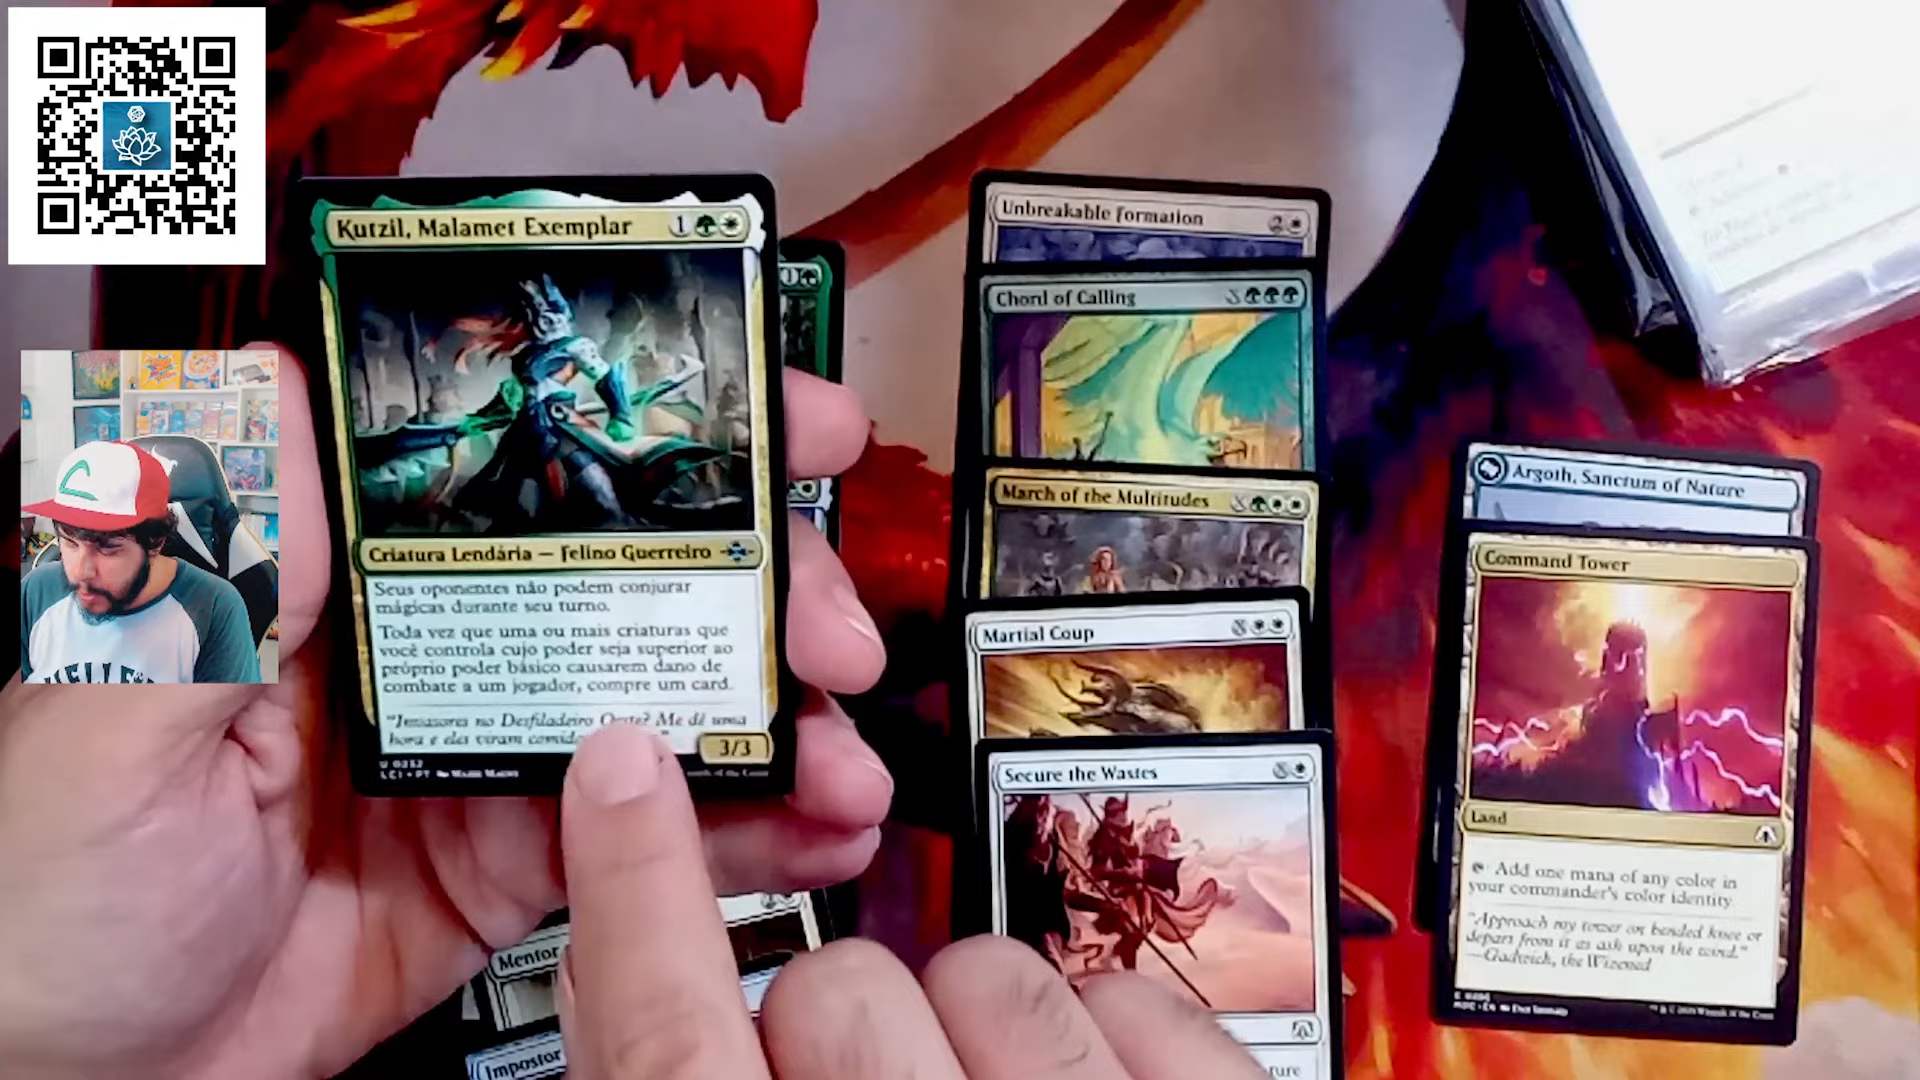 Kutzil, Malamet Exemplar 1
Criatura Lendária — Felino Guerreiro
Seus oponentes não podem conjurar
mágicas durante seu turno.
Toda vez que uma ou mais criaturas que
você controla cujo poder seja superior ao
próprio poder básico causarem dano de
combate a um jogador, compre um card.
"Invasores no Desfiladeiro Oeste? Me dê uma
hora e eles viram comida
3/3
U 0232
LCI • PT
Mentor
Impostor
Unbreakable Formation 2
Chord of Calling X
March of the Multitudes X
Martial Coup X
Secure the Wastes X
Argoth, Sanctum of Nature
Command Tower
Land
: Add one mana of any color in
your commander's color identity.
"Approach my tower on bended knee or
depart from it as ash upon the wind."
—Gadwick, the Wizened